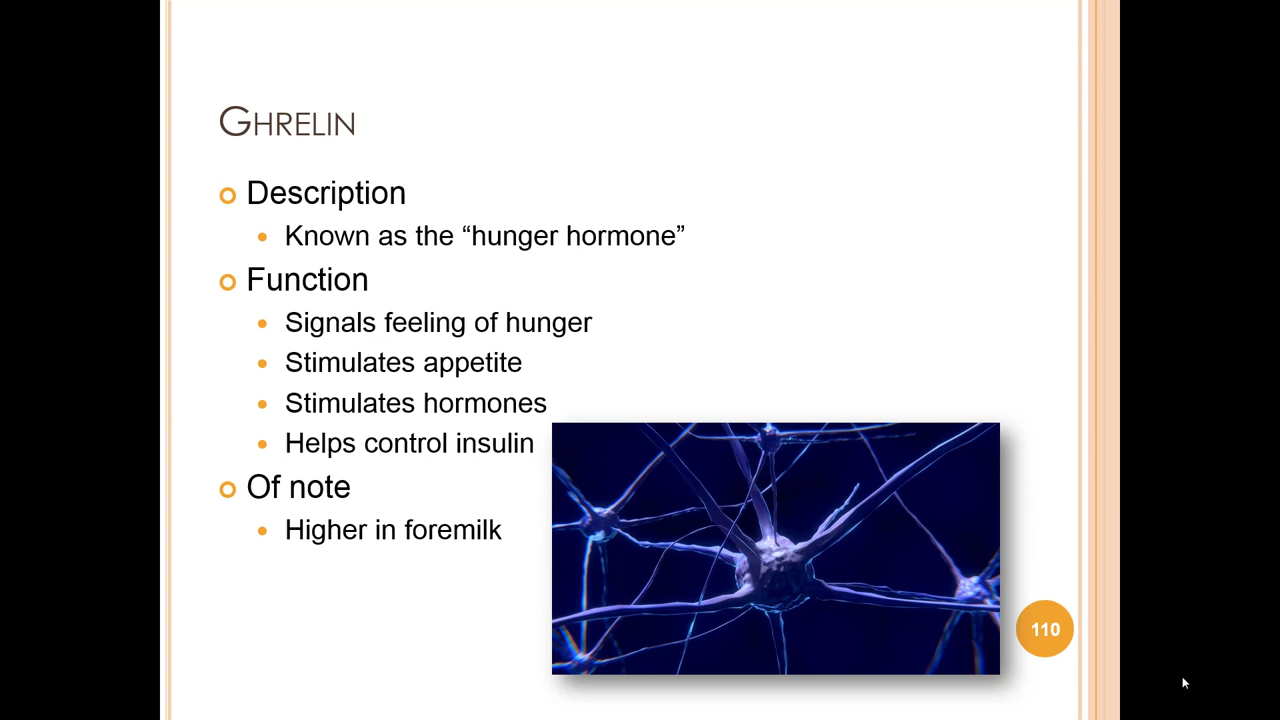 GHRELIN
Description
Known as the “hunger hormone”
Function
Signals feeling of hunger
Stimulates appetite
Stimulates hormones
Helps control insulin
Of note
Higher in foremilk
110